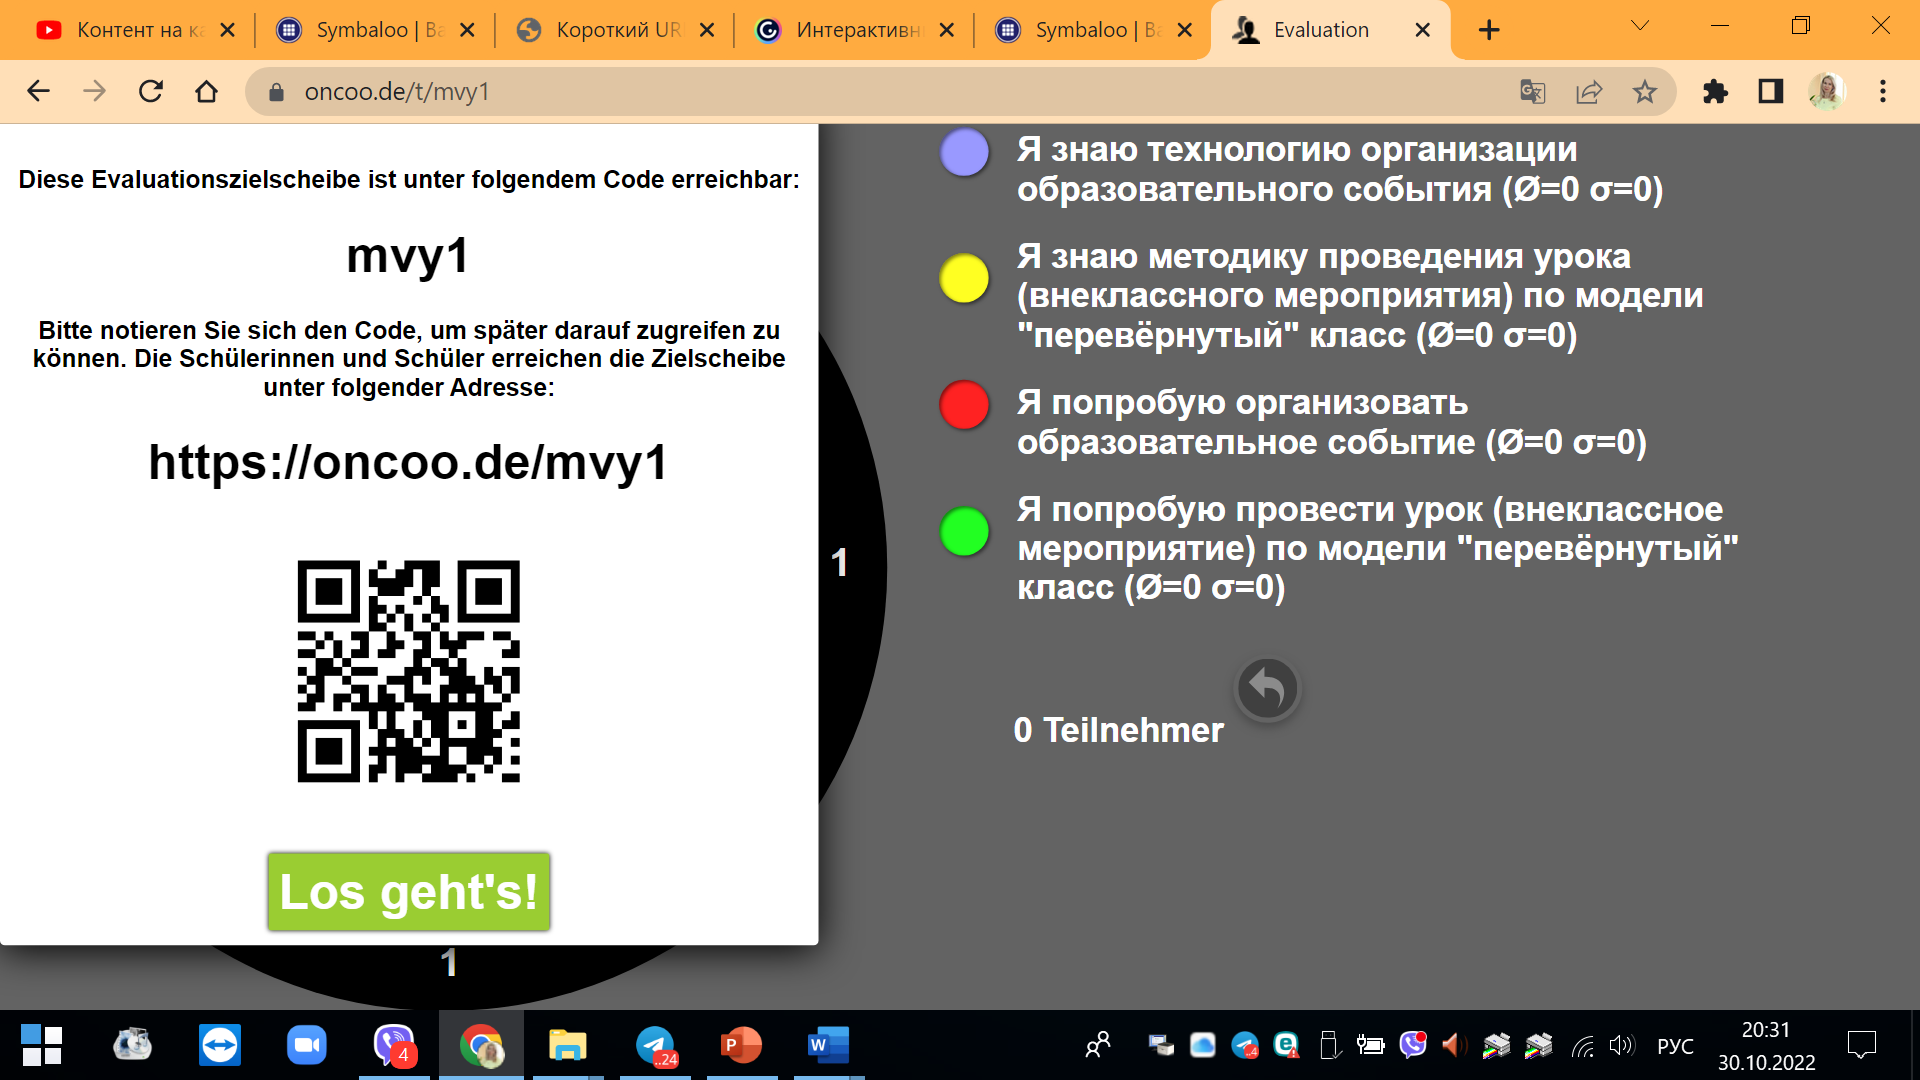 Контент на ка
Symbaloo | Ba
Короткий UR
Интерактивн
Symbaloo | Ba
Evaluation
oncoo.de/t/mvy1
Diese Evaluationszielscheibe ist unter folgendem Code erreichbar:
mvy1
Bitte notieren Sie sich den Code, um später darauf zugreifen zu
können. Die Schülerinnen und Schüler erreichen die Zielscheibe
unter folgender Adresse:
https://oncoo.de/mvy1
Los geht's!
1
1
Я знаю технологию организации
образовательного события (Ø=0 σ=0)
Я знаю методику проведения урока
(внеклассного мероприятия) по модели
"перевёрнутый" класс (Ø=0 σ=0)
Я попробую организовать
образовательное событие (Ø=0 σ=0)
Я попробую провести урок (внеклассное
мероприятие) по модели "перевёрнутый"
класс (Ø=0 σ=0)
0 Teilnehmer
4
..24
P
W
..4
РУС
20:31
30.10.2022